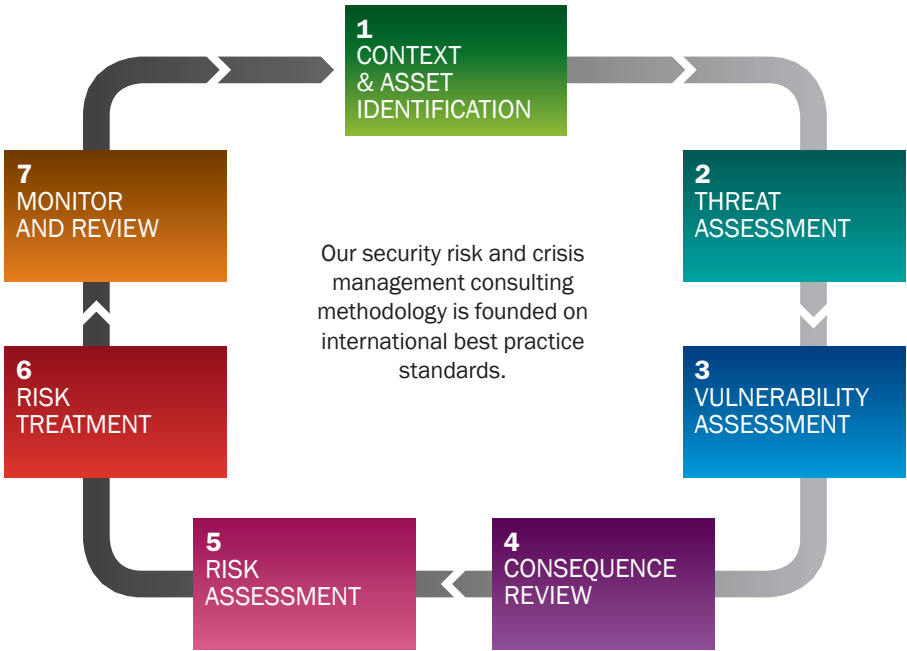 1
CONTEXT
& ASSET
IDENTIFICATION
2
THREAT
ASSESSMENT
3
VULNERABILITY
ASSESSMENT
4
CONSEQUENCE
REVIEW
5
RISK
ASSESSMENT
6
RISK
TREATMENT
7
MONITOR
AND REVIEW
Our security risk and crisis
management consulting
methodology is founded on
international best practice
standards.